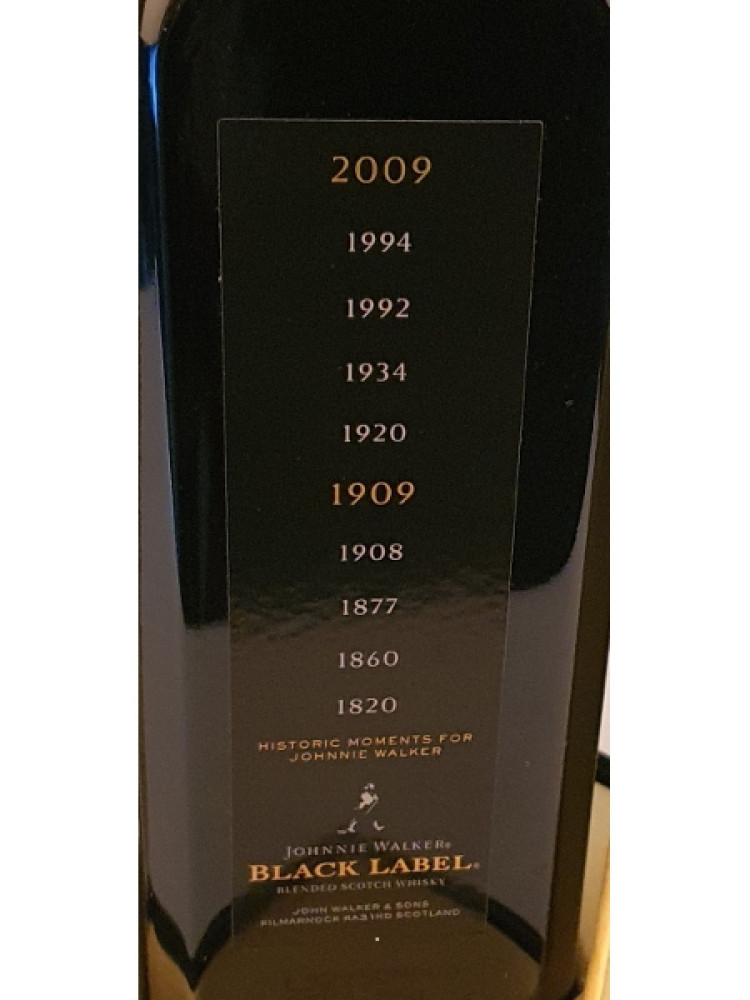 2009
1994
1992
1934
1920
1909
1908
1877
1860
1820
HISTORIC MOMENTS FOR
JOHNNIE WALKER
JOHNNIE WALKER®
BLACK LABEL®
BLENDED SCOTCH WHISKY
JOHN WALKER & SONS
KILMARNOCK KA3 1HD SCOTLAND